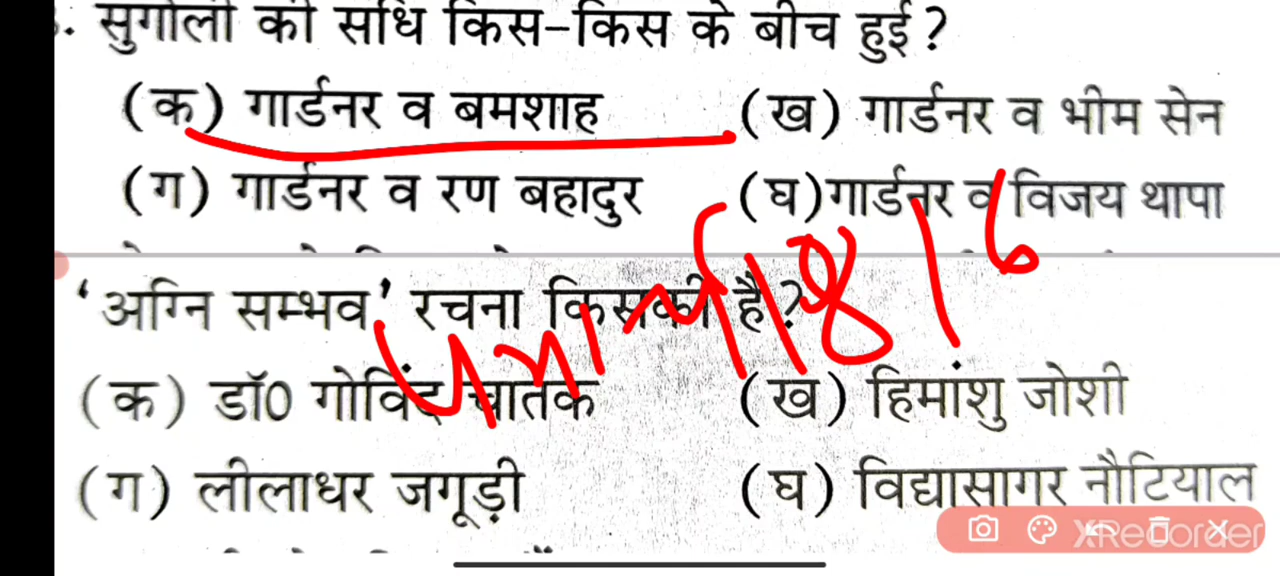 . सुगौली की संधि किस-किस के बीच हुई?
(क) गार्डनर व बमशाह (ख) गार्डनर व भीम सेन
(ग) गार्डनर व रण बहादुर (घ)गार्डनर व विजय थापा
‘अग्नि सम्भव’ रचना किसकी है?
(क) डॉ0 गोविंद चातक (ख) हिमांशु जोशी
(ग) लीलाधर जगूड़ी (घ) विद्यासागर नौटियाल
XRecorder